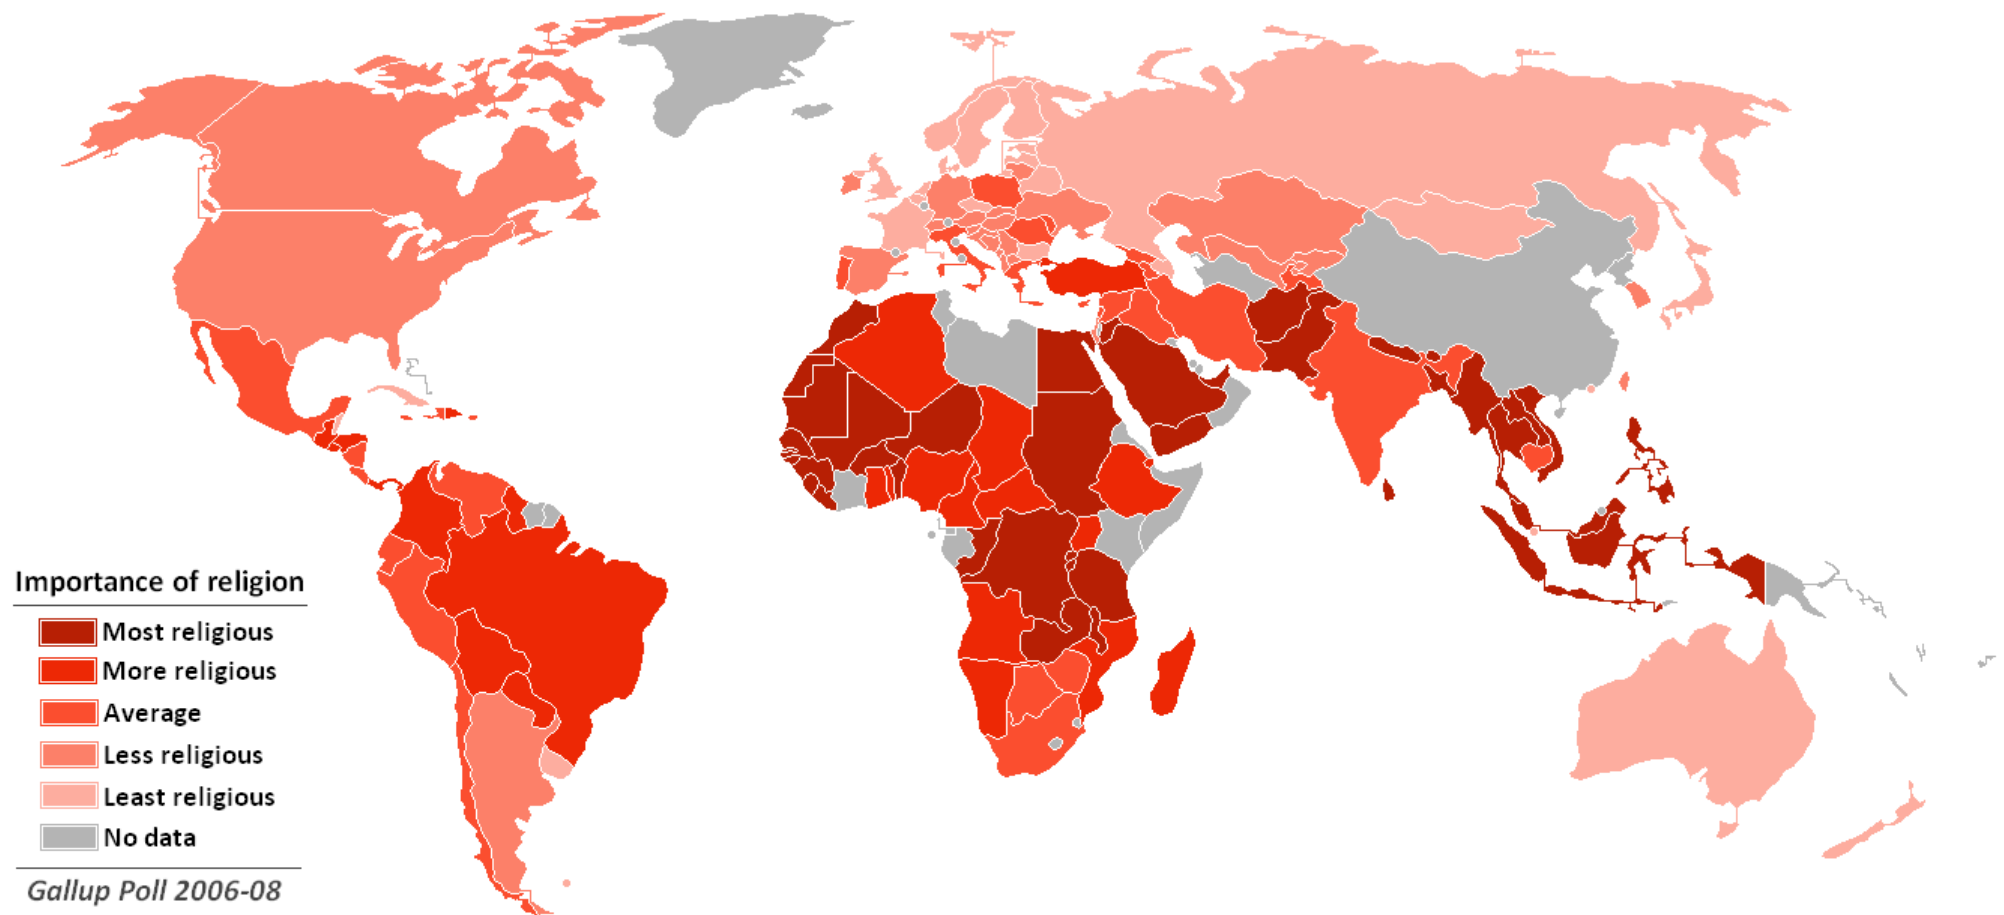 Importance of religion
Most religious
More religious
Average
Less religious
Least religious
No data
Gallup Poll 2006-08